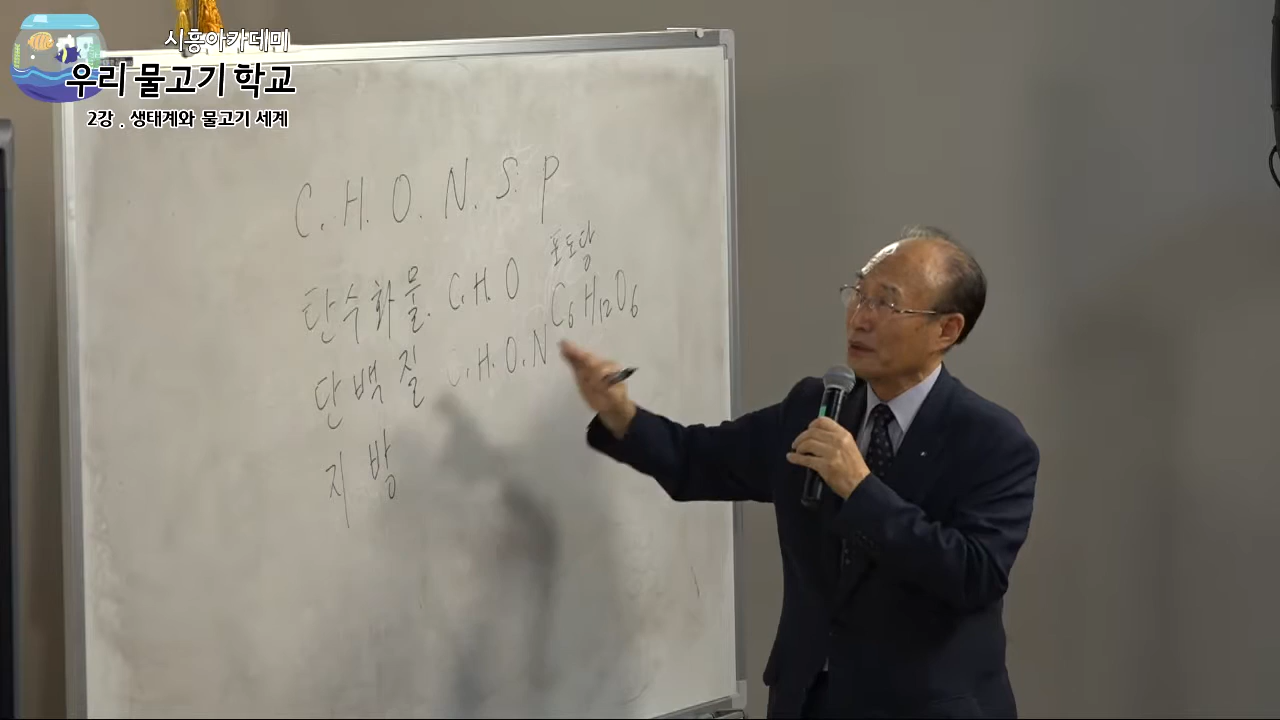 시흥아카데미
우리 물고기 학교
2강 . 생태계와 물고기 세계
C. H. O. N. S. P
포도당
탄수화물. C. H. O C6H12O6
단백질 C. H. O. N
지방